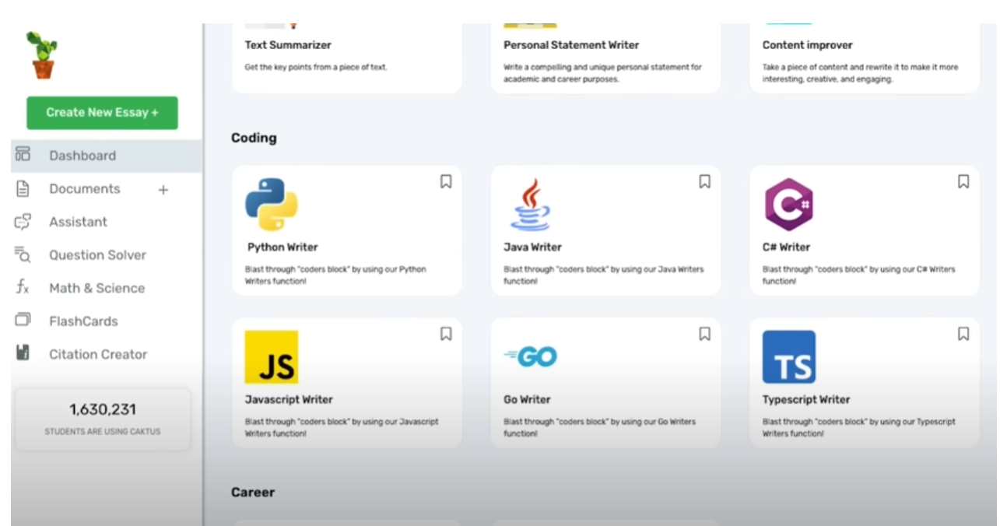 Create New Essay +
Dashboard
Documents +
Assistant
Question Solver
fx Math & Science
FlashCards
Citation Creator
1,630,231
STUDENTS ARE USING CAKTUS
Text Summarizer
Get the key points from a piece of text.
Personal Statement Writer
Write a compelling and unique personal statement for
academic and career purposes.
Content improver
Take a piece of content and rewrite it to make it more
interesting, creative, and engaging.
Coding
Python Writer
Blast through "coders block" by using our Python
Writers function!
Java Writer
Blast through "coders block" by using our Java Writers
function!
C#
C# Writer
Blast through "coders block" by using our C# Writers
function!
JS
Javascript Writer
Blast through "coders block" by using our Javascript
Writers function!
GO
Go Writer
Blast through "coders block" by using our Go Writers
function!
TS
Typescript Writer
Blast through "coders block" by using our Typescript
Writers function!
Career